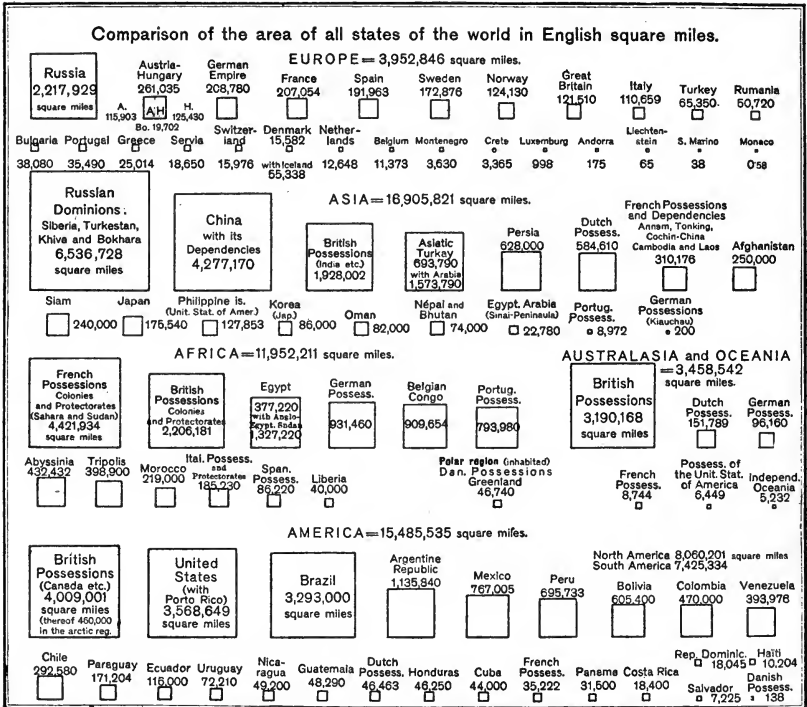 Comparison of the area of all states of the world in English square miles.
EUROPE=3,952,846 square miles.
Russia
2,217,929
square miles
Austria-
Hungary
261,035
A.
115,903
A H
H.
125,430
Bo. 19,702
German
Empire
208,780
France
207,054
Spain
191,963
Sweden
172,876
Norway
124,130
Great
Britain
121,510
Italy
110,659
Turkey
65,350
Rumania
50,720
Bulgaria
38,080
Portugal
35,490
Greece
25,014
Servia
18,650
Switzer-
land
15,976
Denmark
15,582
with Iceland
55,338
Nether-
lands
12,648
Belgium
11,373
Montenegro
3,630
Crete
3,365
Luxemburg
998
Andorra
175
Liechten-
stein
65
S. Marino
38
Monaco
0·58
ASIA=16,905,821 square miles.
Russian
Dominions:
Siberia, Turkestan,
Khiva and Bokhara
6,536,728
square miles
China
with its
Dependencies
4,277,170
British
Possessions
(India etc.)
1,928,002
Asiatic
Turkay
693,790
with Arabia
1,573,790
Persia
628,000
Dutch
Possess.
584,610
French Possessions
and Dependencies
Annam, Tonking,
Cochin-China
Cambodia and Laos
310,176
Afghanistan
250,000
Siam
240,000
Japan
175,540
Philippine is.
(Unit. Stat. of Amer.)
127,853
Korea
(Jap.)
86,000
Oman
82,000
Népal and
Bhutan
74,000
Egypt. Arabia
(Sinai-Peninsula)
22,780
Portug.
Possess.
8,972
German
Possessions
(Kiauchau)
200
AFRICA=11,952,211 square miles.
French
Possessions
Colonies
and Protectorates
(Sahara and Sudan)
4,421,934
square miles
British
Possessions
Colonies
and Protectorates
2,206,181
Egypt
377,220
with Anglo-
Egypt. Sudan
1,327,220
German
Possess.
931,460
Belgian
Congo
909,654
Portug.
Possess.
793,980
Abyssinia
432,432
Tripolis
398,900
Morocco
219,000
Ital. Possess.
and
Protectorates
185,230
Span.
Possess.
86,220
Liberia
40,000
Polar region (inhabited)
Dan. Possessions
Greenland
46,740
AUSTRALASIA and OCEANIA
=3,458,542
square miles.
British
Possessions
3,190,168
square miles
Dutch
Possess.
151,789
German
Possess.
96,160
French
Possess.
8,744
Possess. of
the Unit. Stat.
of America
6,449
Independ.
Oceania
5,232
AMERICA=15,485,535 square miles.
North America 8,060,201 square miles
South America 7,425,334
British
Possessions
(Canada etc.)
4,009,001
square miles
(thereof 460,000
in the arctic reg.
United
States
(with
Porto Rico)
3,568,649
square miles
Brazil
3,293,000
square miles
Argentine
Republic
1,135,840
Mexico
767,005
Peru
695,733
Bolivia
605,400
Colombia
470,000
Venezuela
393,976
Chile
292,580
Paraguay
171,204
Ecuador
116,000
Uruguay
72,210
Nica-
ragua
49,200
Guatemala
48,290
Dutch
Possess.
46,463
Honduras
46,250
Cuba
44,000
French
Possess.
35,222
Panama
31,500
Costa Rica
18,400
Rep. Dominic.
18,045
Haïti
10,204
Salvador
7,225
Danish
Possess.
138